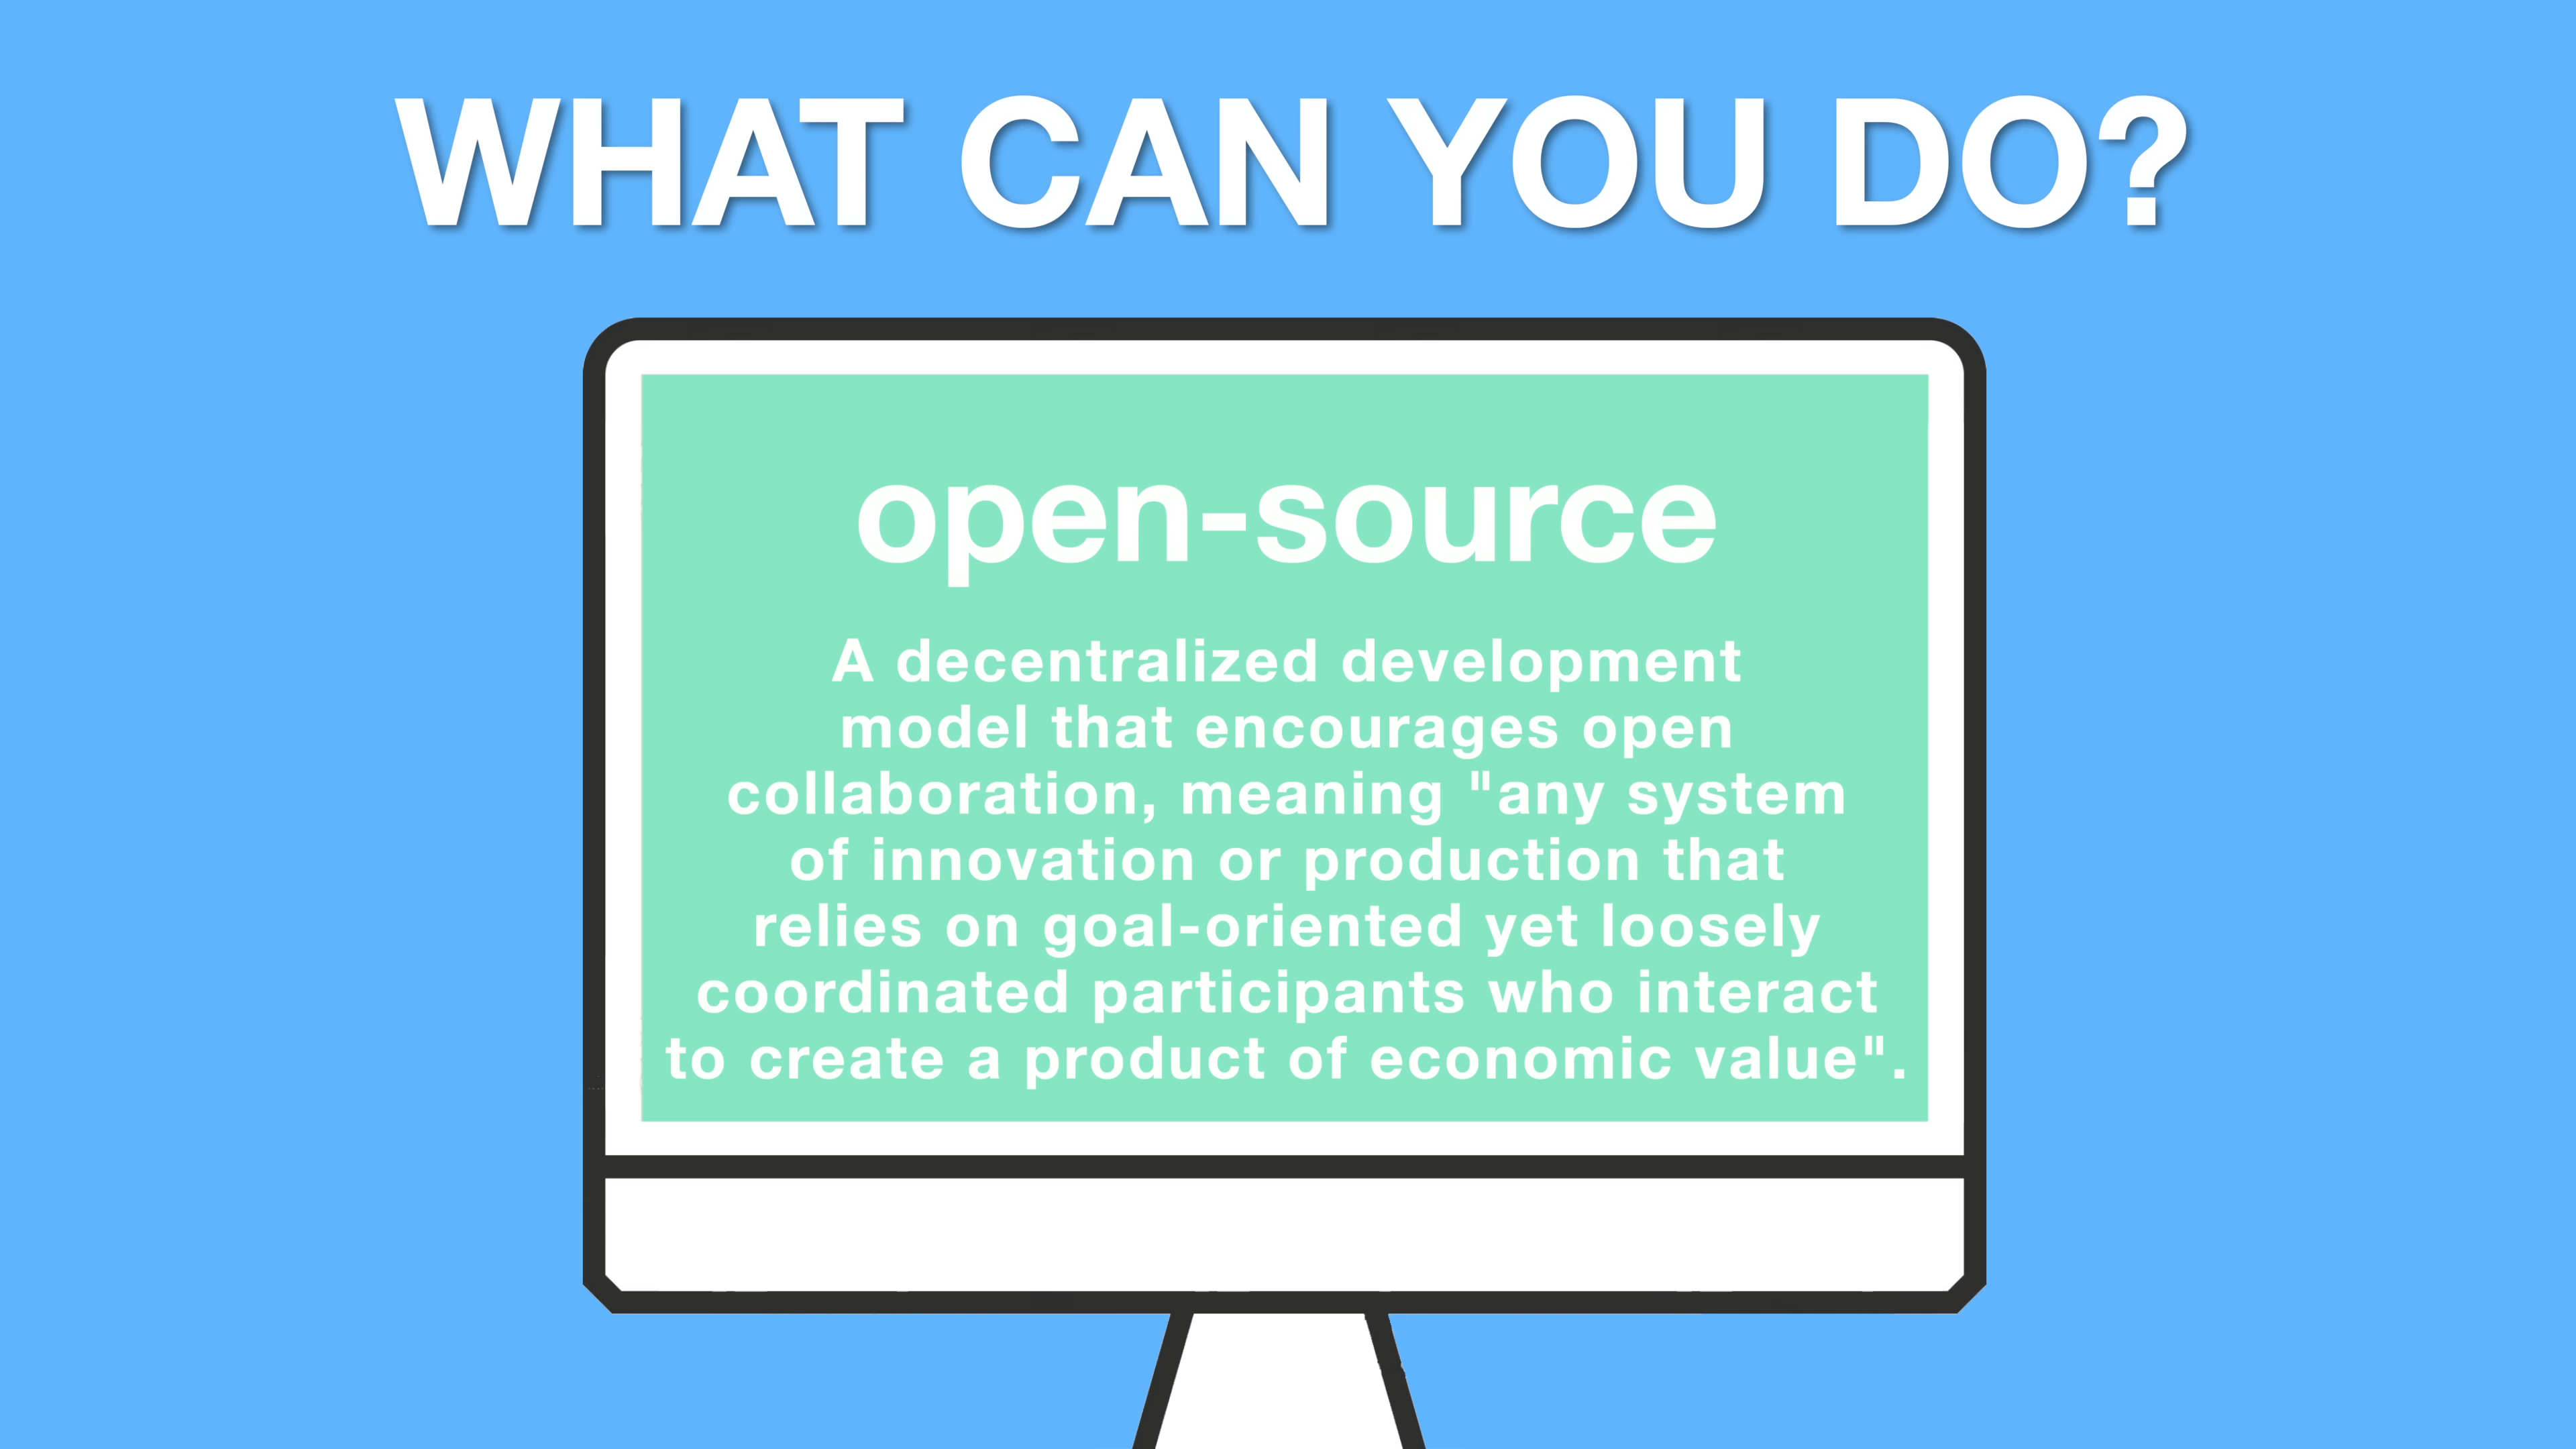 WHAT CAN YOU DO?
open-source
A decentralized development
model that encourages open
collaboration, meaning "any system
of innovation or production that
relies on goal-oriented yet loosely
coordinated participants who interact
to create a product of economic value".